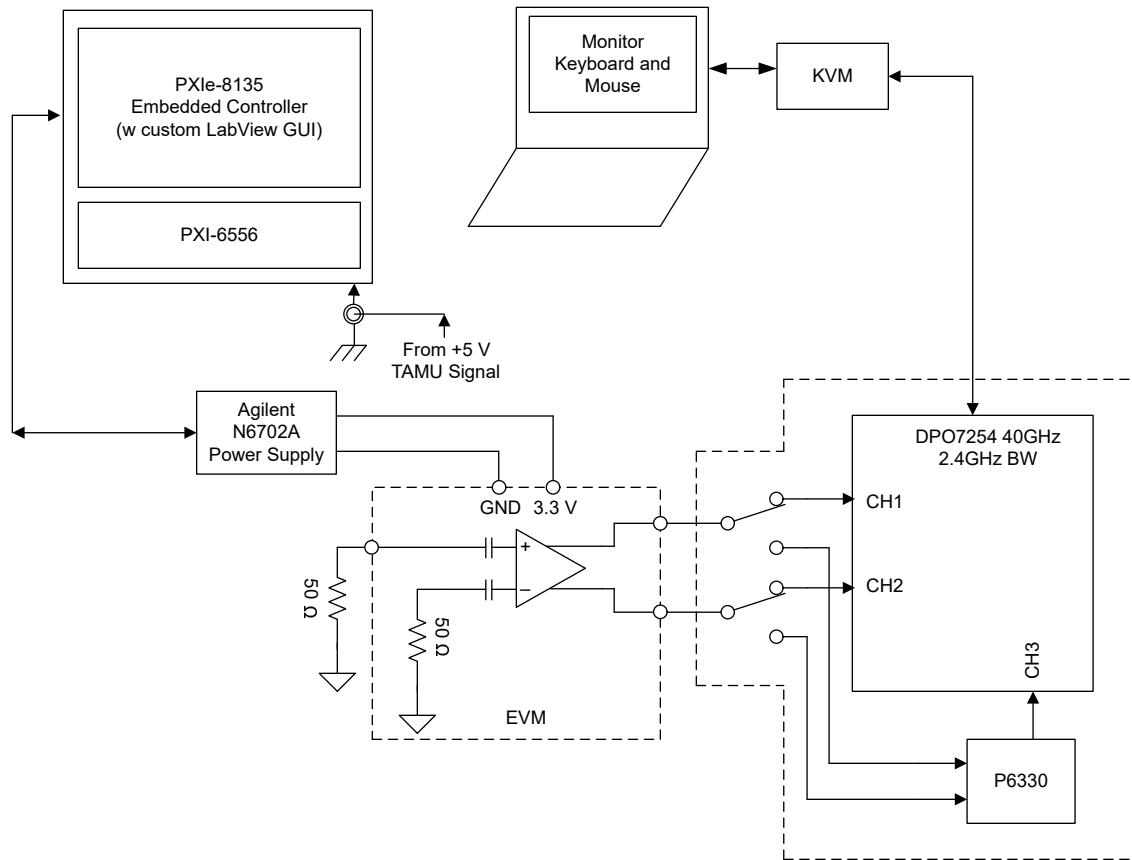 PXIe-8135
Embedded Controller
(w custom LabView GUI)
PXI-6556
From +5 V
TAMU Signal
Monitor
Keyboard and
Mouse
KVM
Agilent
N6702A
Power Supply
GND 3.3 V
+
–
50 Ω
50 Ω
EVM
DPO7254 40GHz
2.4GHz BW
CH1
CH2
CH3
P6330